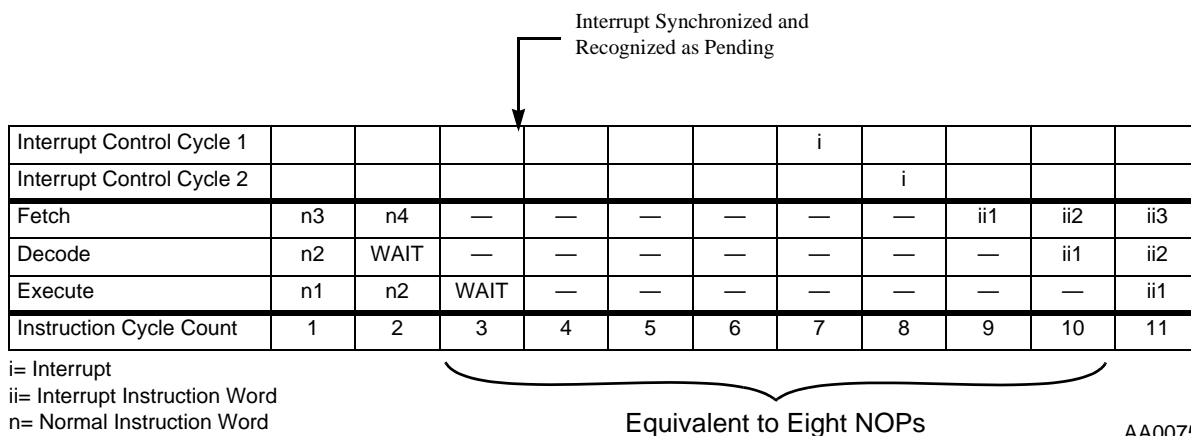 Interrupt Synchronized and
Recognized as Pending
Interrupt Control Cycle 1 i
Interrupt Control Cycle 2 i
Fetch n3 n4 — — — — — — ii1 ii2 ii3
Decode n2 WAIT — — — — — — — ii1 ii2
Execute n1 n2 WAIT — — — — — — — ii1
Instruction Cycle Count 1 2 3 4 5 6 7 8 9 10 11
i= Interrupt
ii= Interrupt Instruction Word
n= Normal Instruction Word
Equivalent to Eight NOPs